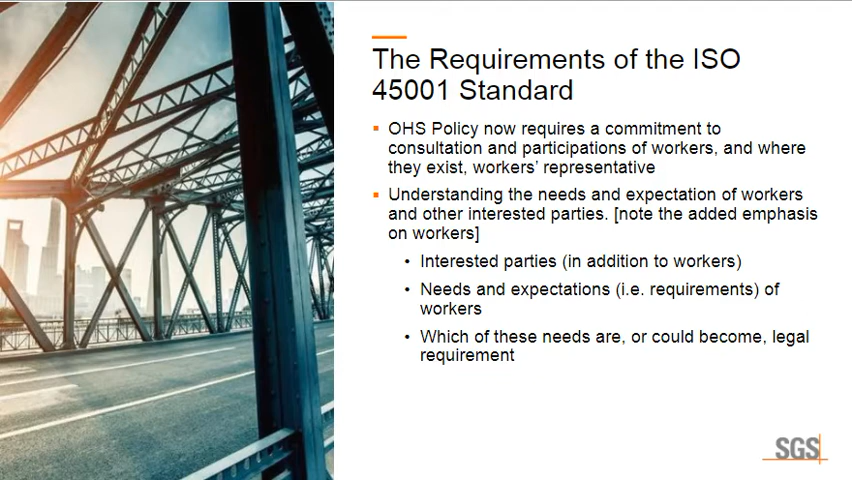 The Requirements of the ISO
45001 Standard
▪ OHS Policy now requires a commitment to
consultation and participations of workers, and where
they exist, workers' representative
▪ Understanding the needs and expectation of workers
and other interested parties. [note the added emphasis
on workers]
• Interested parties (in addition to workers)
• Needs and expectations (i.e. requirements) of
workers
• Which of these needs are, or could become, legal
requirement
SGS